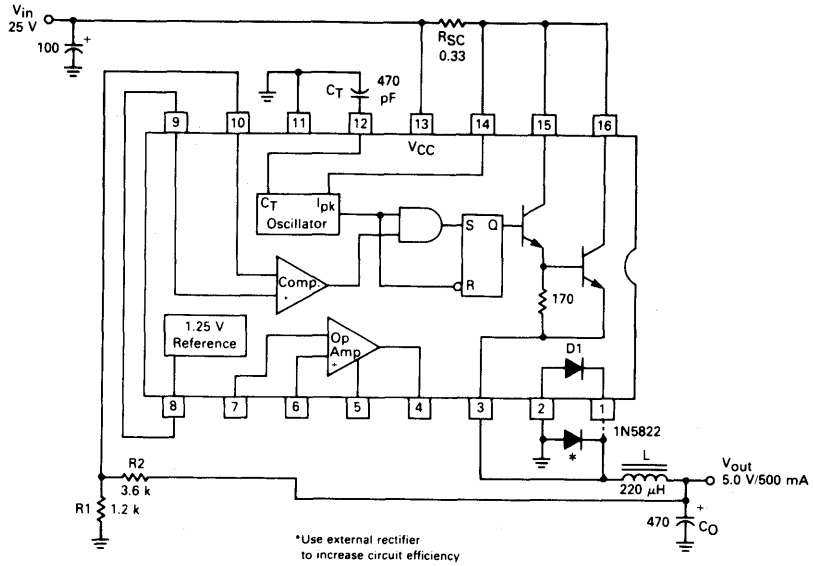 Vin
25 V
100
+
RSC
0.33
CT
470
pF
9
10
11
12
13
14
15
16
VCC
CT
Ipk
Oscillator
S
Q
R
Comp.
+
170
1.25 V
Reference
Op
Amp
+
D1
8
7
6
5
4
3
2
1
1N5822
*
L
220 μH
Vout
5.0 V/500 mA
R2
3.6 k
R1
1.2 k
+
470
CO
*Use external rectifier
to increase circuit efficiency